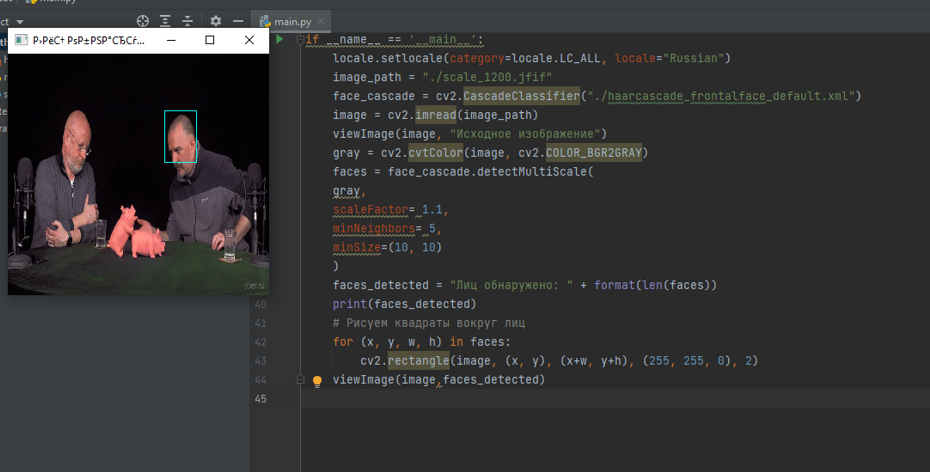 ect
main.py
main.py
Р›РёС† РѕР±РЅР°СЂСѓ...
if __name__ == '__main__':
locale.setlocale(category=locale.LC_ALL, locale="Russian")
image_path = "./scale_1200.jfif"
face_cascade = cv2.CascadeClassifier("./haarcascade_frontalface_default.xml")
image = cv2.imread(image_path)
viewImage(image, "Исходное изображение")
gray = cv2.cvtColor(image, cv2.COLOR_BGR2GRAY)
faces = face_cascade.detectMultiScale(
gray,
scaleFactor= 1.1,
minNeighbors= 5,
minSize=(10, 10)
)
faces_detected = "Лиц обнаружено: " + format(len(faces))
40 print(faces_detected)
41 # Рисуем квадраты вокруг лиц
42 for (x, y, w, h) in faces:
43 cv2.rectangle(image, (x, y), (x+w, y+h), (255, 255, 0), 2)
44 viewImage(image,faces_detected)
45